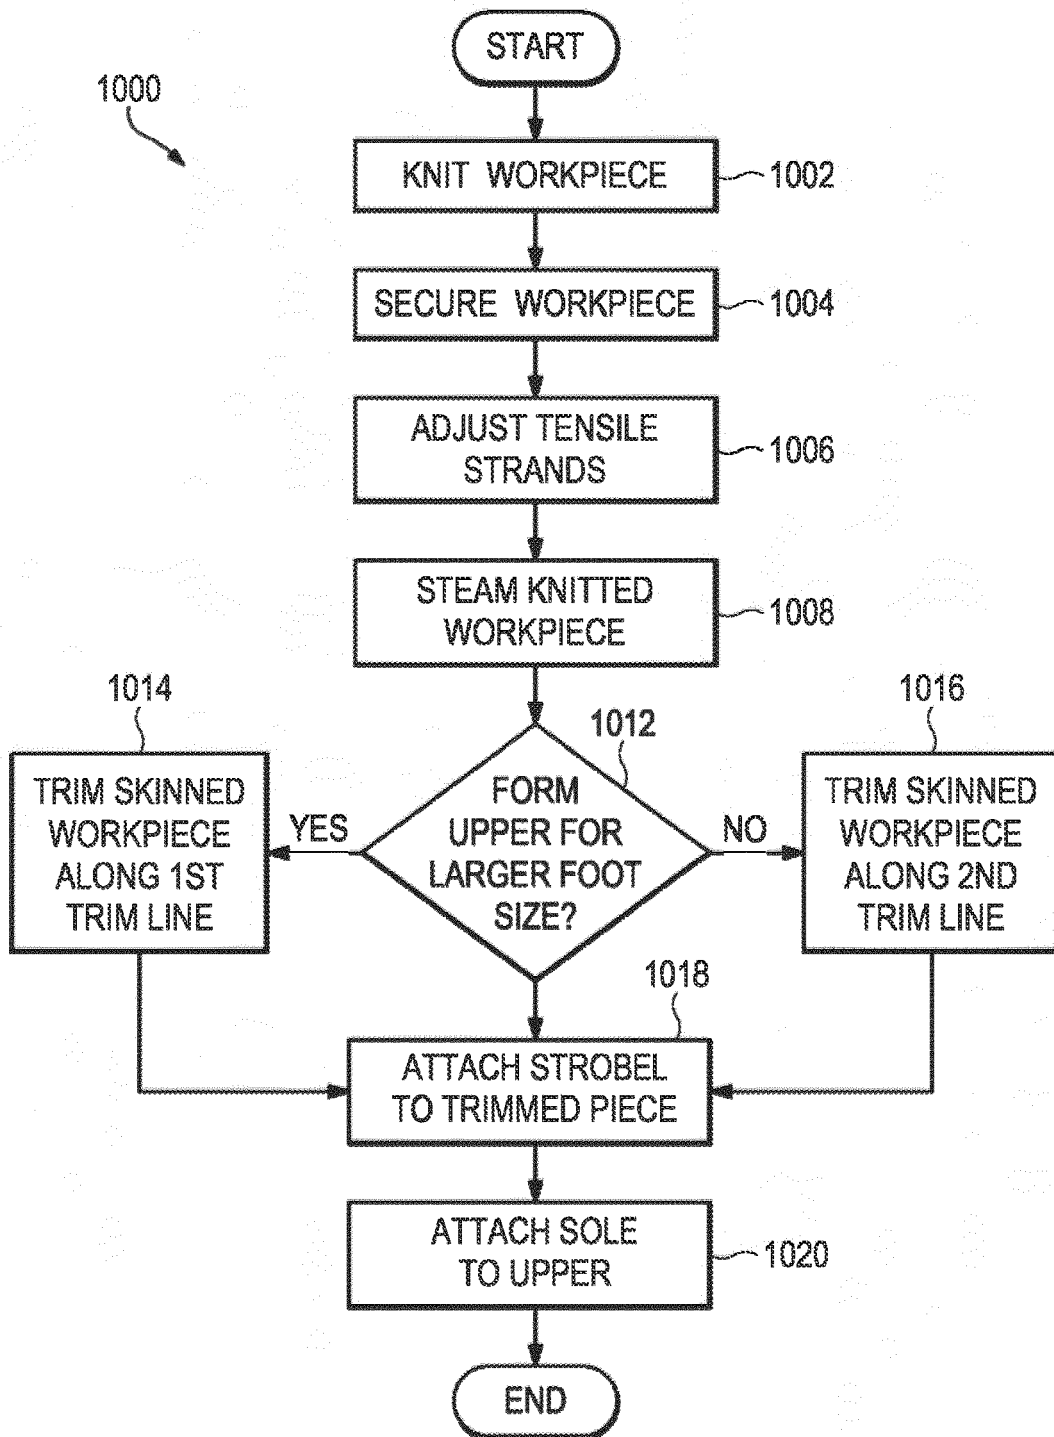 START
1000
KNIT WORKPIECE
1002
SECURE WORKPIECE
1004
ADJUST TENSILE
STRANDS
1006
STEAM KNITTED
WORKPIECE
1008
1014
TRIM SKINNED
WORKPIECE
ALONG 1ST
TRIM LINE
YES
1012
FORM
UPPER FOR
LARGER FOOT
SIZE?
NO
1016
TRIM SKINNED
WORKPIECE
ALONG 2ND
TRIM LINE
1018
ATTACH STROBEL
TO TRIMMED PIECE
ATTACH SOLE
TO UPPER
1020
END